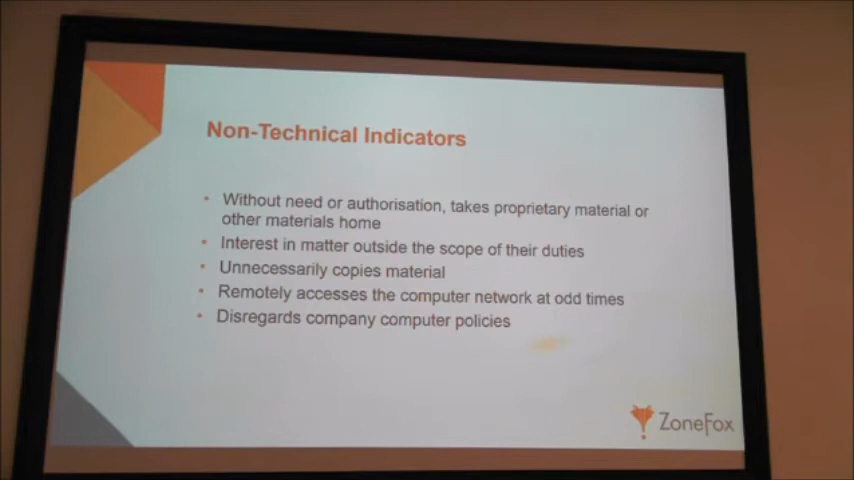 Non-Technical Indicators
• Without need or authorisation, takes proprietary material or
other materials home
• Interest in matter outside the scope of their duties
• Unnecessarily copies material
• Remotely accesses the computer network at odd times
• Disregards company computer policies
ZoneFox